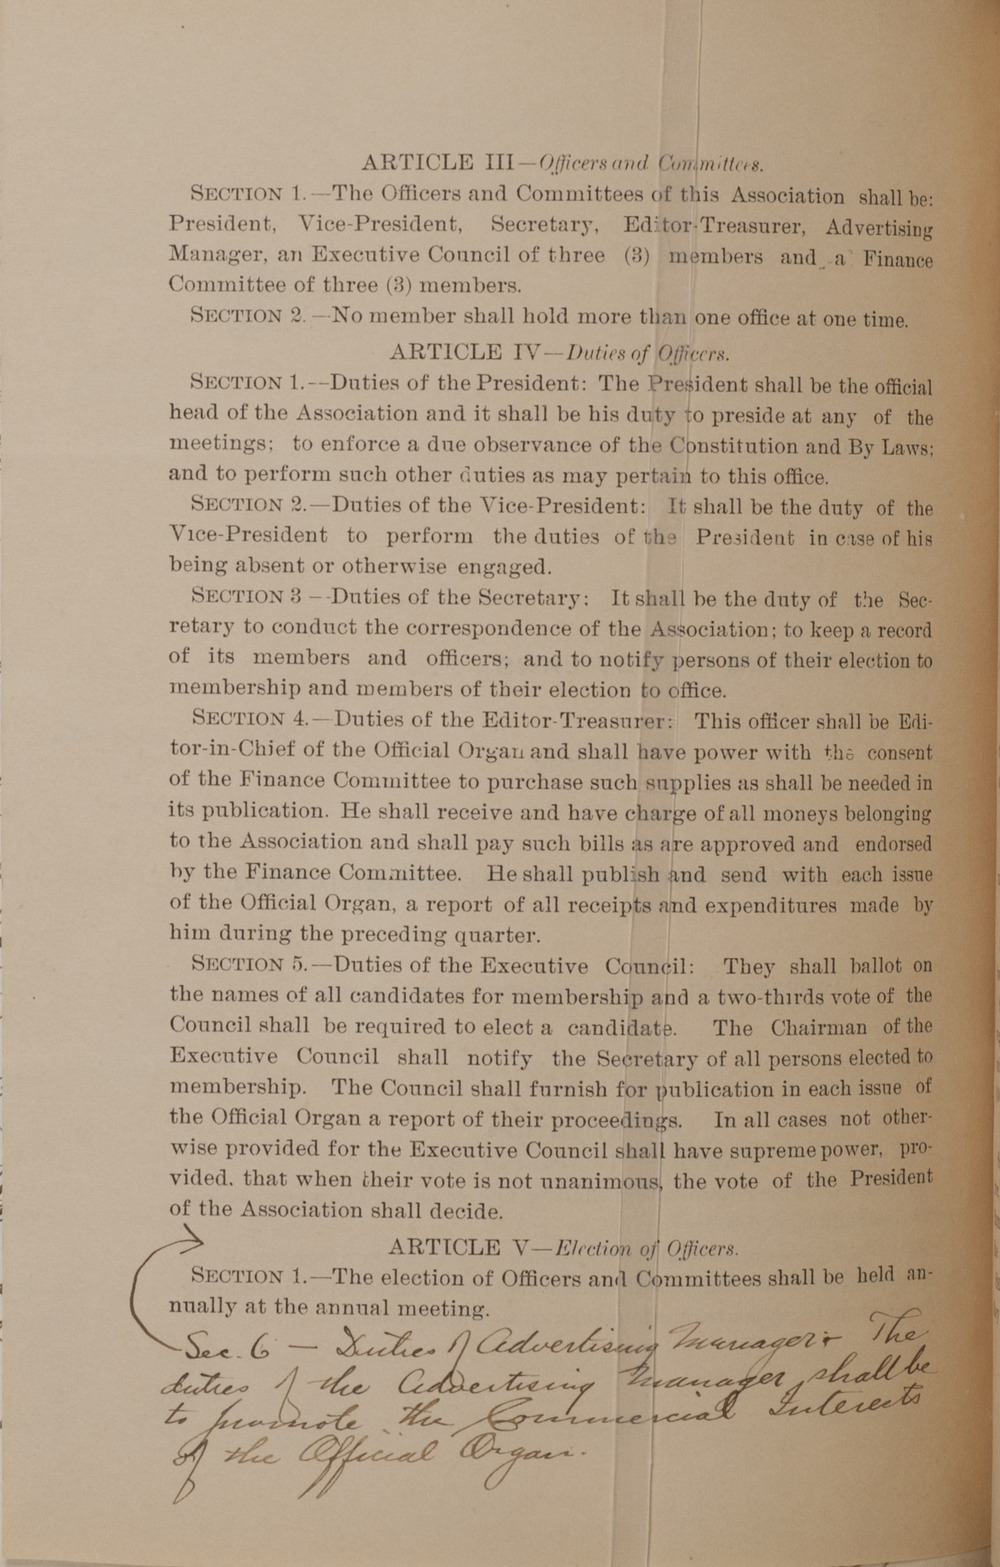 ARTICLE III—Officers and Committees.
SECTION 1.—The Officers and Committees of this Association shall be:
President, Vice-President, Secretary, Editor-Treasurer, Advertising
Manager, an Executive Council of three (3) members and a Finance
Committee of three (3) members.
SECTION 2.—No member shall hold more than one office at one time.
ARTICLE IV—Duties of Officers.
SECTION 1.--Duties of the President: The President shall be the official
head of the Association and it shall be his duty to preside at any of the
meetings; to enforce a due observance of the Constitution and By Laws;
and to perform such other duties as may pertain to this office.
SECTION 2.—Duties of the Vice-President: It shall be the duty of the
Vice-President to perform the duties of the President in case of his
being absent or otherwise engaged.
SECTION 3 —-Duties of the Secretary: It shall be the duty of the Sec-
retary to conduct the correspondence of the Association; to keep a record
of its members and officers; and to notify persons of their election to
membership and members of their election to office.
SECTION 4.—Duties of the Editor-Treasurer: This officer shall be Edi-
tor-in-Chief of the Official Organ and shall have power with the consent
of the Finance Committee to purchase such supplies as shall be needed in
its publication. He shall receive and have charge of all moneys belonging
to the Association and shall pay such bills as are approved and endorsed
by the Finance Committee. He shall publish and send with each issue
of the Official Organ, a report of all receipts and expenditures made by
him during the preceding quarter.
SECTION 5.—Duties of the Executive Council: They shall ballot on
the names of all candidates for membership and a two-thirds vote of the
Council shall be required to elect a candidate. The Chairman of the
Executive Council shall notify the Secretary of all persons elected to
membership. The Council shall furnish for publication in each issue of
the Official Organ a report of their proceedings. In all cases not other-
wise provided for the Executive Council shall have supreme power, pro-
vided, that when their vote is not unanimous, the vote of the President
of the Association shall decide.
ARTICLE V—Election of Officers.
SECTION 1.—The election of Officers and Committees shall be held an-
nually at the annual meeting.
Sec. 6 — Duties of Advertising Manager:- The
duties of the Advertising Manager, shall be
to promote the Commercial Interests
of the Official Organ.